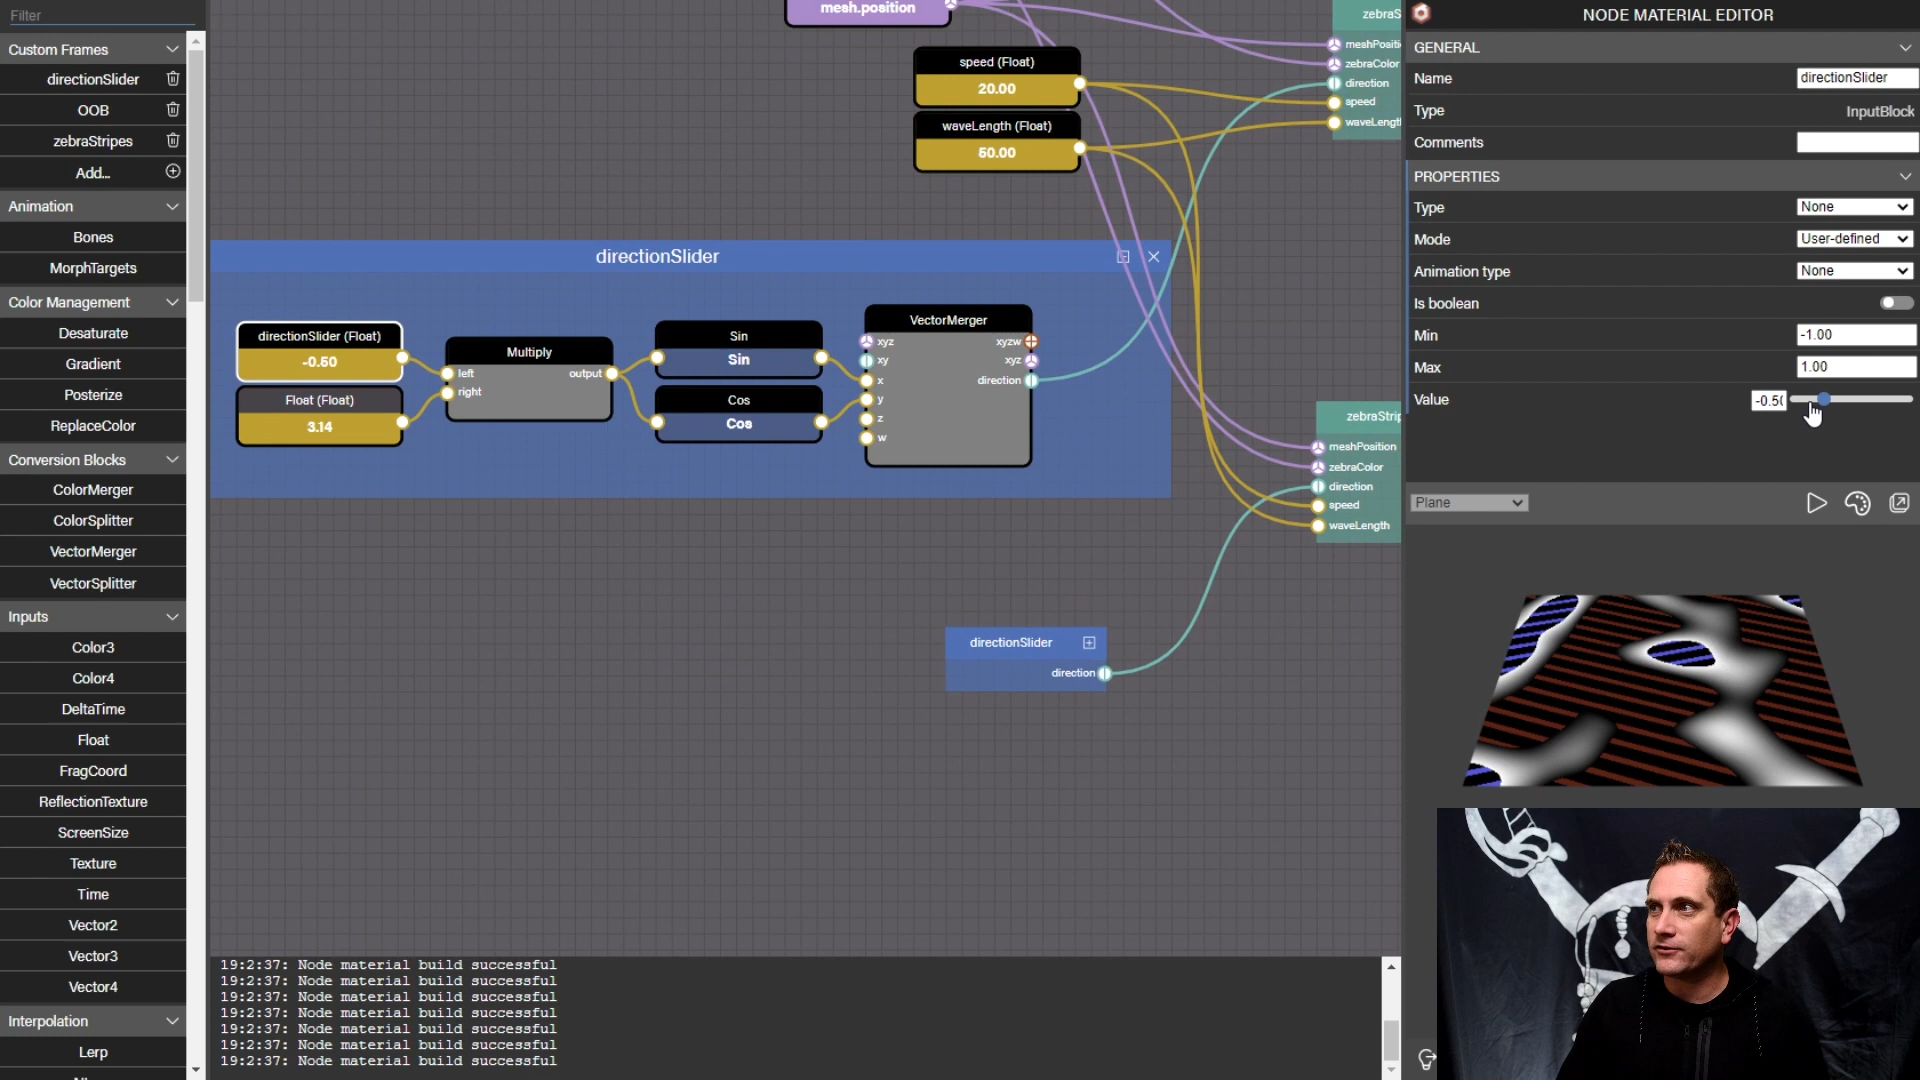 Filter
Custom Frames
directionSlider
OOB
zebraStripes
Add...
Animation
Bones
MorphTargets
Color Management
Desaturate
Gradient
Posterize
ReplaceColor
Conversion Blocks
ColorMerger
ColorSplitter
VectorMerger
VectorSplitter
Inputs
Color3
Color4
DeltaTime
Float
FragCoord
ReflectionTexture
ScreenSize
Texture
Time
Vector2
Vector3
Vector4
Interpolation
Lerp
mesh.position
speed (Float)
20.00
waveLength (Float)
50.00
zebraS
meshPositi
zebraColor
direction
speed
waveLengt
directionSlider
directionSlider (Float)
-0.50
Float (Float)
3.14
Multiply
left
output
right
Sin
Sin
Cos
Cos
VectorMerger
xyz
xyzw
xy
xyz
x
direction
y
z
w
zebraStrip
meshPosition
zebraColor
direction
speed
waveLength
directionSlider
direction
19:2:37: Node material build successful
19:2:37: Node material build successful
19:2:37: Node material build successful
19:2:37: Node material build successful
19:2:37: Node material build successful
19:2:37: Node material build successful
19:2:37: Node material build successful
NODE MATERIAL EDITOR
GENERAL
Name directionSlider
Type InputBlock
Comments
PROPERTIES
Type None
Mode User-defined
Animation type None
Is boolean
Min -1.00
Max 1.00
Value -0.5(
Plane